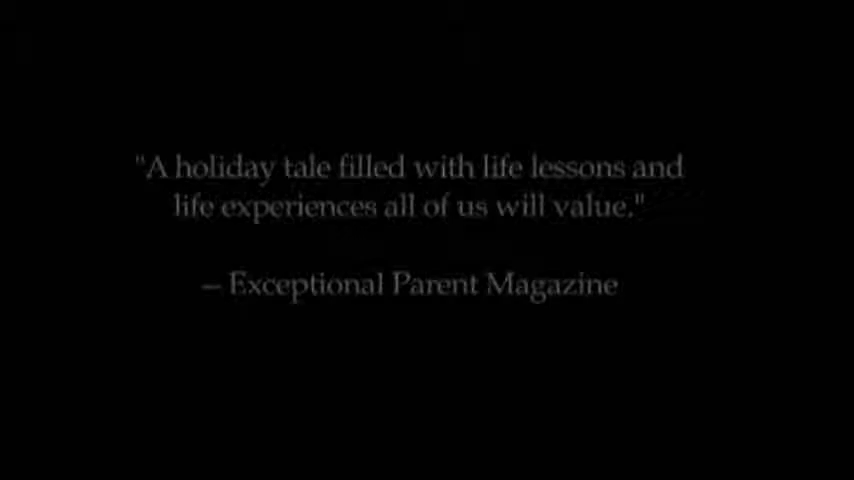 "A holiday tale filled with life lessons and
life experiences all of us will value."
– Exceptional Parent Magazine